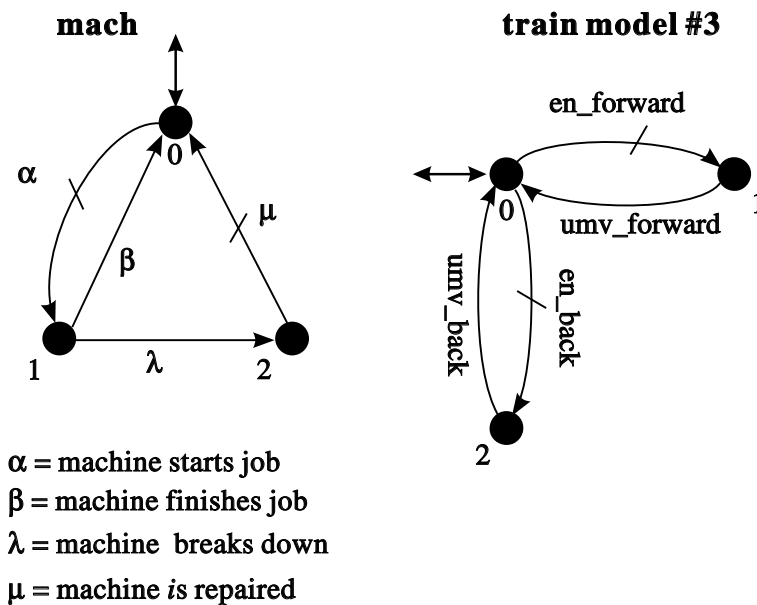 mach
α
0
β
μ
1
λ
2
α = machine starts job
β = machine finishes job
λ = machine breaks down
μ = machine is repaired
train model #3
en_forward
0
1
umv_forward
umv_back
en_back
2